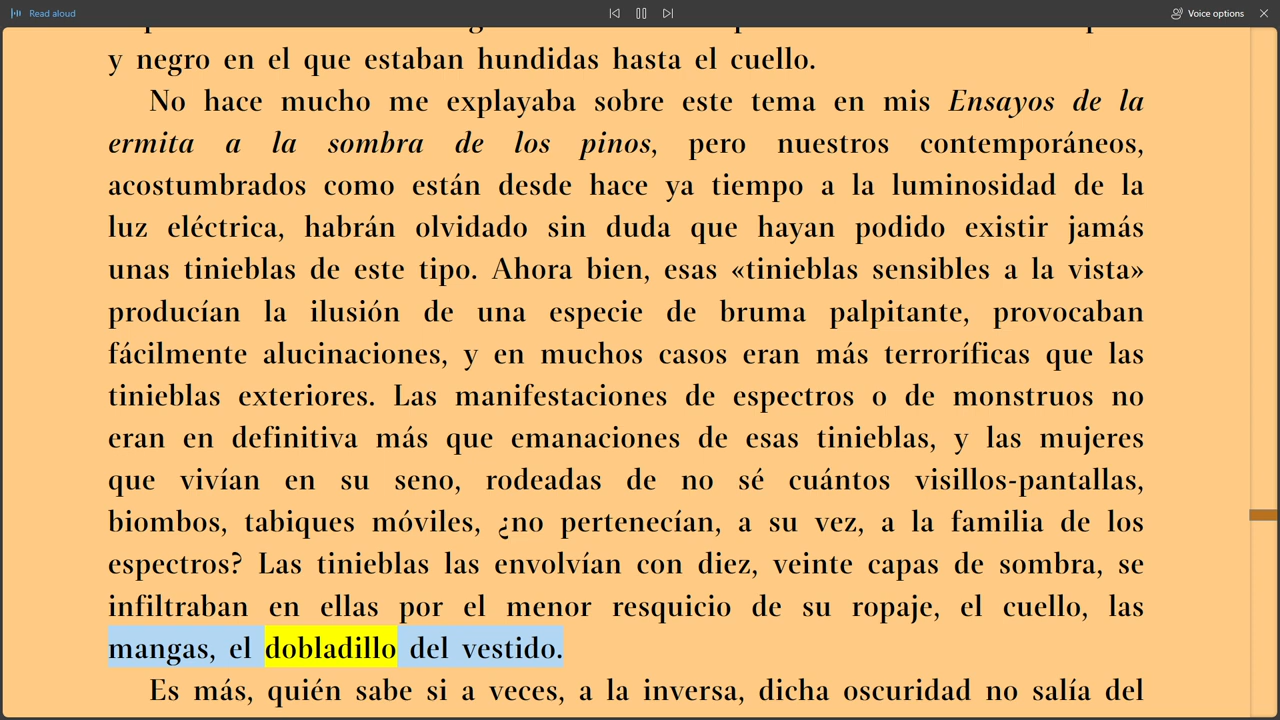 Read aloud
Voice options
y negro en el que estaban hundidas hasta el cuello.
No hace mucho me explayaba sobre este tema en mis Ensayos de la
ermita a la sombra de los pinos, pero nuestros contemporáneos,
acostumbrados como están desde hace ya tiempo a la luminosidad de la
luz eléctrica, habrán olvidado sin duda que hayan podido existir jamás
unas tinieblas de este tipo. Ahora bien, esas «tinieblas sensibles a la vista»
producían la ilusión de una especie de bruma palpitante, provocaban
fácilmente alucinaciones, y en muchos casos eran más terroríficas que las
tinieblas exteriores. Las manifestaciones de espectros o de monstruos no
eran en definitiva más que emanaciones de esas tinieblas, y las mujeres
que vivían en su seno, rodeadas de no sé cuántos visillos-pantallas,
biombos, tabiques móviles, ¿no pertenecían, a su vez, a la familia de los
espectros? Las tinieblas las envolvían con diez, veinte capas de sombra, se
infiltraban en ellas por el menor resquicio de su ropaje, el cuello, las
mangas, el dobladillo del vestido.
Es más, quién sabe si a veces, a la inversa, dicha oscuridad no salía del